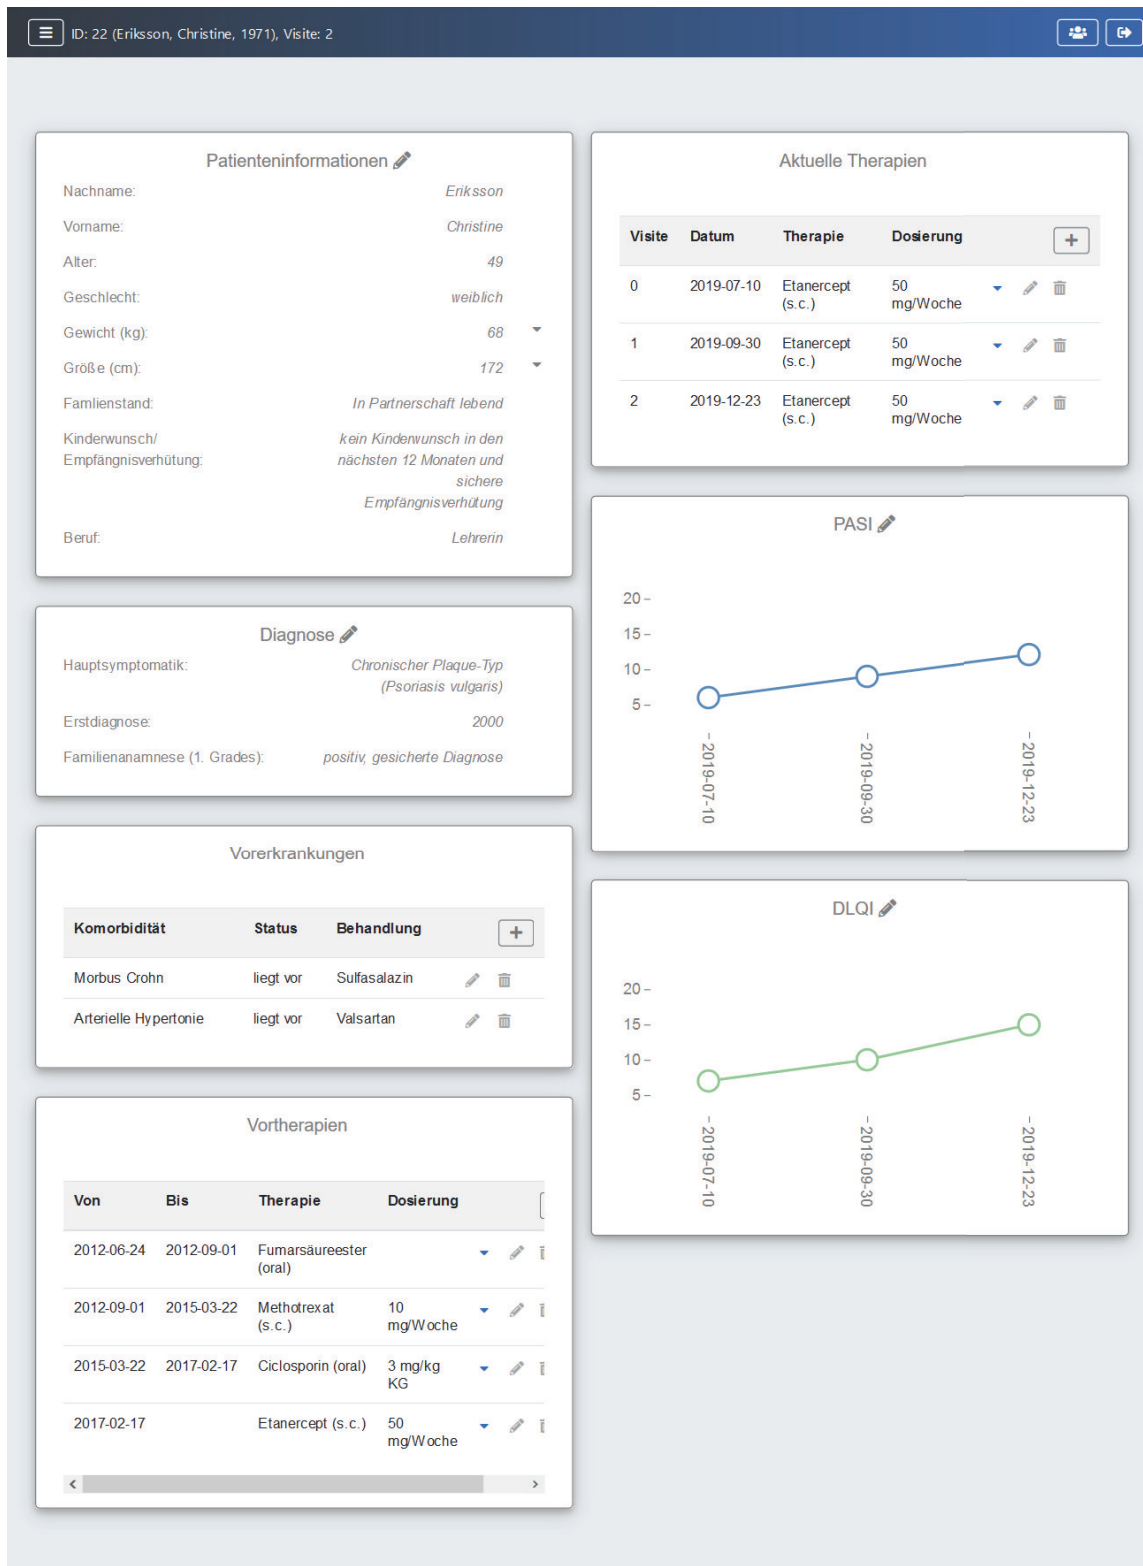 ID: 22 (Eriksson, Christine, 1971), Visite: 2
Patienteninformationen
Nachname: Eriksson
Vorname: Christine
Alter: 49
Geschlecht: weiblich
Gewicht (kg): 68
Größe (cm): 172
Famlienstand: In Partnerschaft lebend
Kinderwunsch/ kein Kinderwunsch in den
Empfängnisverhütung: nächsten 12 Monaten und
sichere
Empfängnisverhütung
Beruf: Lehrerin
Diagnose
Hauptsymptomatik: Chronischer Plaque-Typ
(Psoriasis vulgaris)
Erstdiagnose: 2000
Familienanamnese (1. Grades): positiv, gesicherte Diagnose
Vorerkrankungen
Komorbidität Status Behandlung
Morbus Crohn liegt vor Sulfasalazin
Arterielle Hypertonie liegt vor Valsartan
Vortherapien
Von Bis Therapie Dosierung
2012-06-24 2012-09-01 Fumarsäureester
(oral)
2012-09-01 2015-03-22 Methotrexat 10
(s.c.) mg/Woche
2015-03-22 2017-02-17 Ciclosporin (oral) 3 mg/kg
KG
2017-02-17 Etanercept (s.c.) 50
mg/Woche
Aktuelle Therapien
Visite Datum Therapie Dosierung
0 2019-07-10 Etanercept 50
(s.c.) mg/Woche
1 2019-09-30 Etanercept 50
(s.c.) mg/Woche
2 2019-12-23 Etanercept 50
(s.c.) mg/Woche
PASI
20
15
10
5
2019-07-10 2019-09-30 2019-12-23
DLQI
20
15
10
5
2019-07-10 2019-09-30 2019-12-23